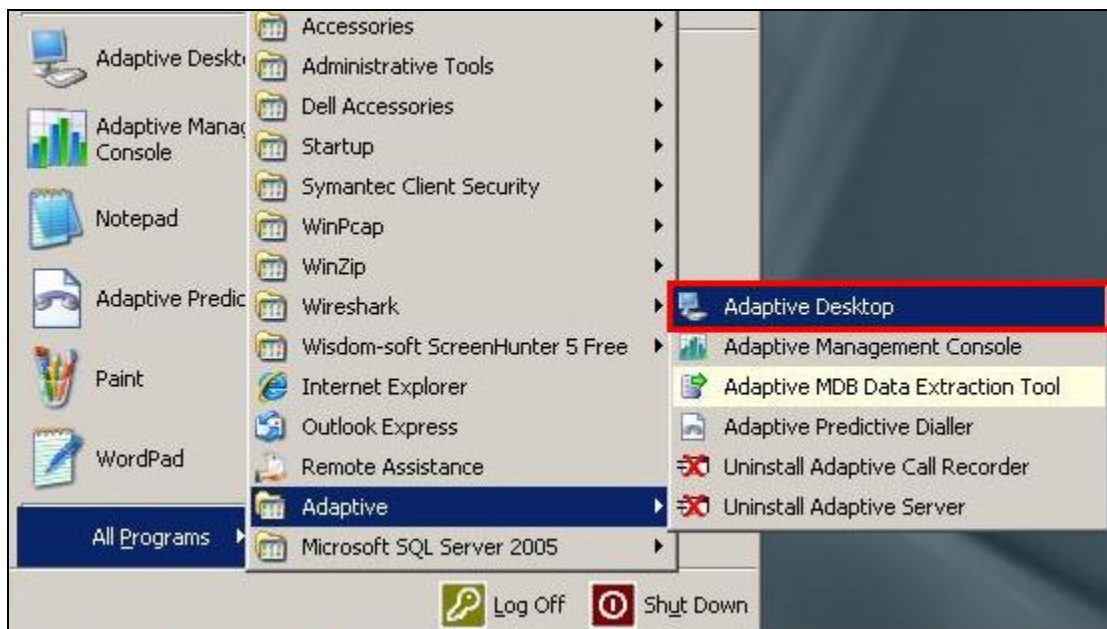 Adaptive Deskt
Adaptive Manag
Console
Notepad
Adaptive Predic
Paint
WordPad
All Programs
Accessories
Administrative Tools
Dell Accessories
Startup
Symantec Client Security
WinPcap
WinZip
Wireshark
Wisdom-soft ScreenHunter 5 Free
Internet Explorer
Outlook Express
Remote Assistance
Adaptive
Microsoft SQL Server 2005
Adaptive Desktop
Adaptive Management Console
Adaptive MDB Data Extraction Tool
Adaptive Predictive Dialler
Uninstall Adaptive Call Recorder
Uninstall Adaptive Server
Log Off
Shut Down